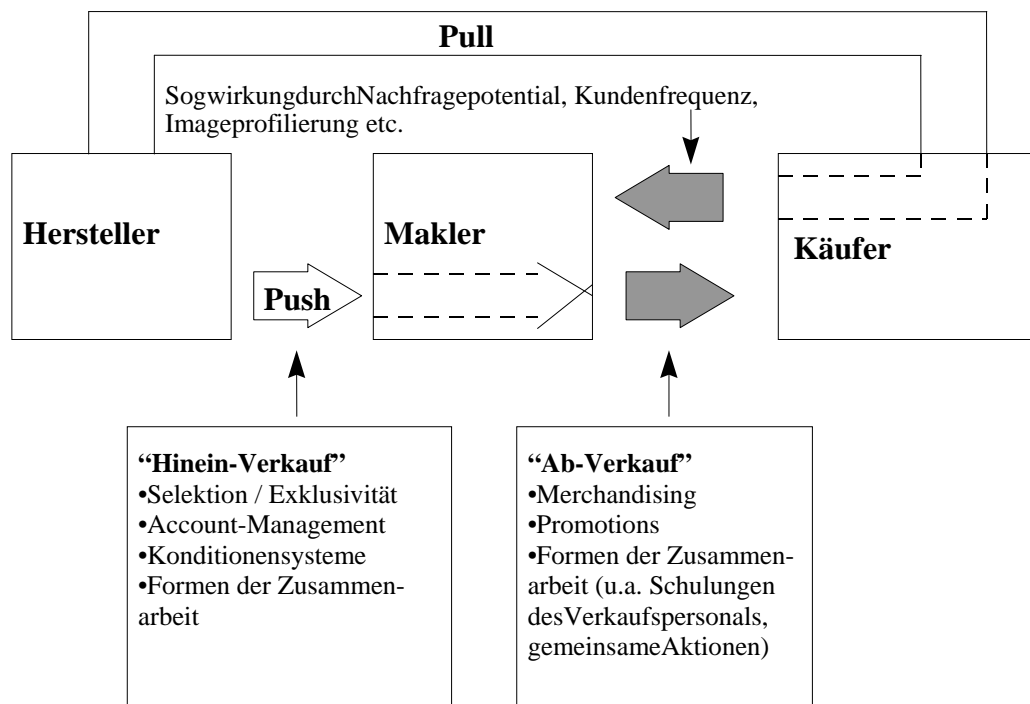 Pull
SogwirkungdurchNachfragepotential, Kundenfrequenz,
Imageprofilierung etc.
Hersteller
Makler
Käufer
Push
“Hinein-Verkauf”
•Selektion / Exklusivität
•Account-Management
•Konditionensysteme
•Formen der Zusammen-
arbeit
“Ab-Verkauf”
•Merchandising
•Promotions
•Formen der Zusammen-
arbeit (u.a. Schulungen
desVerkaufspersonals,
gemeinsameAktionen)